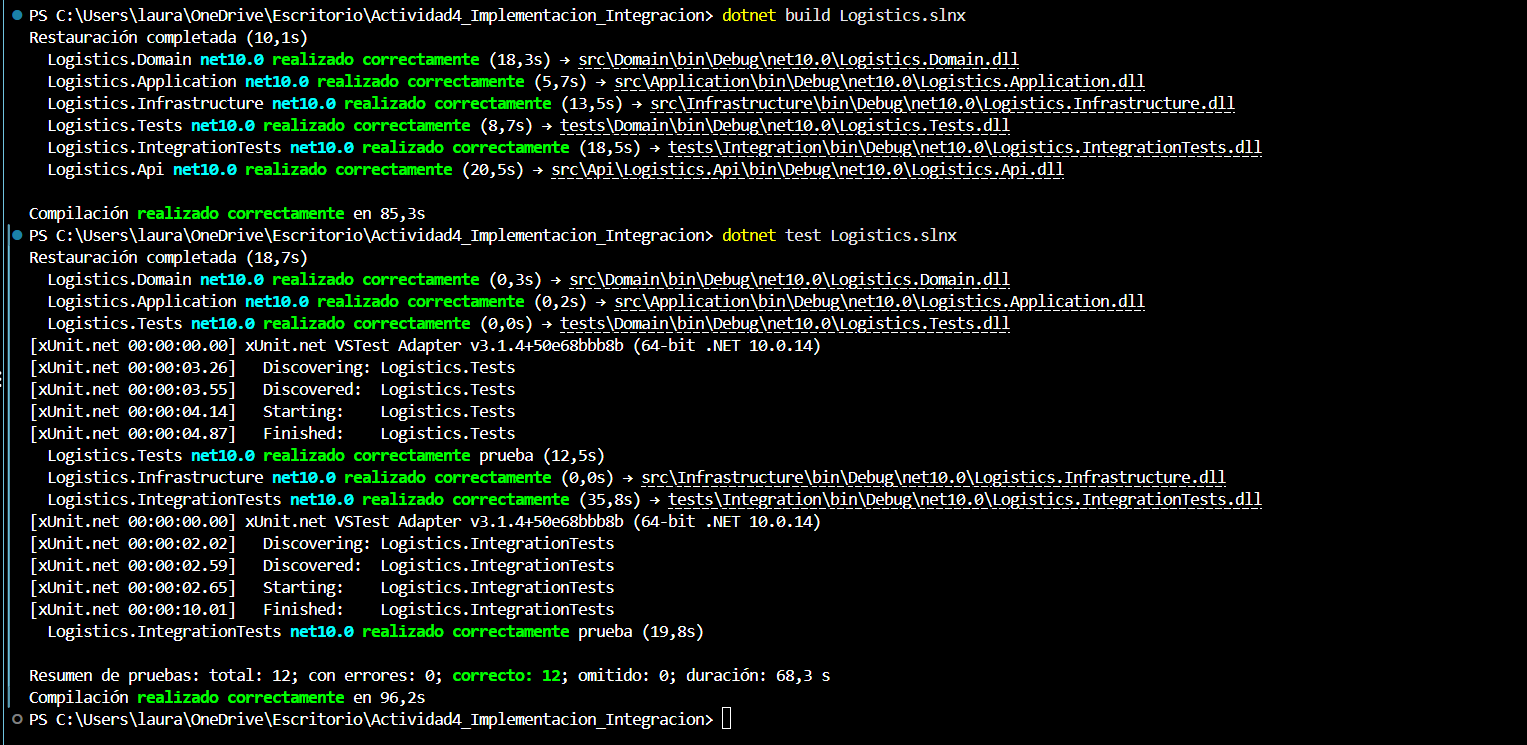 PS C:\Users\laura\OneDrive\Escritorio\Actividad4_Implementacion_Integracion> dotnet build Logistics.slnx
Restauración completada (10,1s)
  Logistics.Domain net10.0 realizado correctamente (18,3s) → src\Domain\bin\Debug\net10.0\Logistics.Domain.dll
  Logistics.Application net10.0 realizado correctamente (5,7s) → src\Application\bin\Debug\net10.0\Logistics.Application.dll
  Logistics.Infrastructure net10.0 realizado correctamente (13,5s) → src\Infrastructure\bin\Debug\net10.0\Logistics.Infrastructure.dll
  Logistics.Tests net10.0 realizado correctamente (8,7s) → tests\Domain\bin\Debug\net10.0\Logistics.Tests.dll
  Logistics.IntegrationTests net10.0 realizado correctamente (18,5s) → tests\Integration\bin\Debug\net10.0\Logistics.IntegrationTests.dll
  Logistics.Api net10.0 realizado correctamente (20,5s) → src\Api\Logistics.Api\bin\Debug\net10.0\Logistics.Api.dll
Compilación realizado correctamente en 85,3s
PS C:\Users\laura\OneDrive\Escritorio\Actividad4_Implementacion_Integracion> dotnet test Logistics.slnx
Restauración completada (18,7s)
  Logistics.Domain net10.0 realizado correctamente (0,3s) → src\Domain\bin\Debug\net10.0\Logistics.Domain.dll
  Logistics.Application net10.0 realizado correctamente (0,2s) → src\Application\bin\Debug\net10.0\Logistics.Application.dll
  Logistics.Tests net10.0 realizado correctamente (0,0s) → tests\Domain\bin\Debug\net10.0\Logistics.Tests.dll
[xUnit.net 00:00:00.00] xUnit.net VSTest Adapter v3.1.4+50e68bbb8b (64-bit .NET 10.0.14)
[xUnit.net 00:00:03.26]   Discovering: Logistics.Tests
[xUnit.net 00:00:03.55]   Discovered:  Logistics.Tests
[xUnit.net 00:00:04.14]   Starting:    Logistics.Tests
[xUnit.net 00:00:04.87]   Finished:    Logistics.Tests
  Logistics.Tests net10.0 realizado correctamente prueba (12,5s)
  Logistics.Infrastructure net10.0 realizado correctamente (0,0s) → src\Infrastructure\bin\Debug\net10.0\Logistics.Infrastructure.dll
  Logistics.IntegrationTests net10.0 realizado correctamente (35,8s) → tests\Integration\bin\Debug\net10.0\Logistics.IntegrationTests.dll
[xUnit.net 00:00:00.00] xUnit.net VSTest Adapter v3.1.4+50e68bbb8b (64-bit .NET 10.0.14)
[xUnit.net 00:00:02.02]   Discovering: Logistics.IntegrationTests
[xUnit.net 00:00:02.59]   Discovered:  Logistics.IntegrationTests
[xUnit.net 00:00:02.65]   Starting:    Logistics.IntegrationTests
[xUnit.net 00:00:10.01]   Finished:    Logistics.IntegrationTests
  Logistics.IntegrationTests net10.0 realizado correctamente prueba (19,8s)
Resumen de pruebas: total: 12; con errores: 0; correcto: 12; omitido: 0; duración: 68,3 s
Compilación realizado correctamente en 96,2s
PS C:\Users\laura\OneDrive\Escritorio\Actividad4_Implementacion_Integracion>